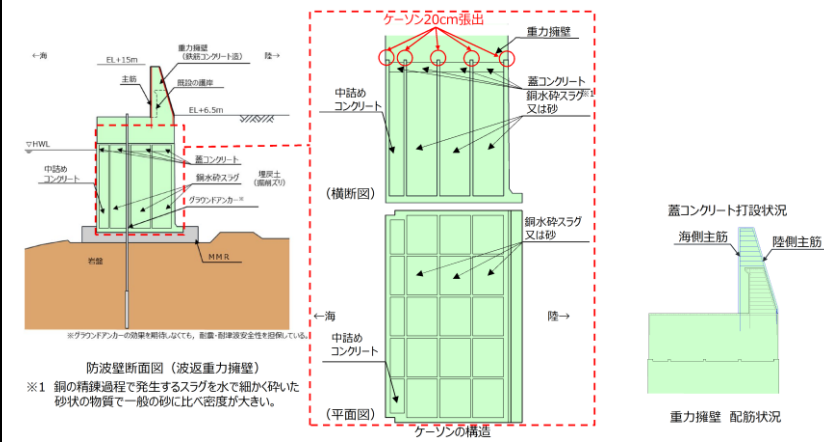 ←海
陸→
重力擁壁
（鉄筋コンクリート造）
EL+15m
主筋
既設の護岸
EL+6.5m
▽HWL
蓋コンクリート
中詰め
コンクリート
銅水砕スラグ
埋戻土
（掘削ズリ）
グラウンドアンカー※
MMR
岩盤
※グラウンドアンカーの効果を期待しなくても，耐震・耐津波安全性を担保している。
防波壁断面図（波返重力擁壁）
※1 銅の精錬過程で発生するスラグを水で細かく砕いた
砂状の物質で一般の砂に比べ密度が大きい。
ケーソン20cm張出
重力擁壁
蓋コンクリート
中詰め
コンクリート
銅水砕スラグ※1
又は砂
（横断図）
銅水砕スラグ
又は砂
←海
陸→
中詰め
コンクリート
（平面図）
ケーソンの構造
蓋コンクリート打設状況
海側主筋
陸側主筋
重力擁壁 配筋状況